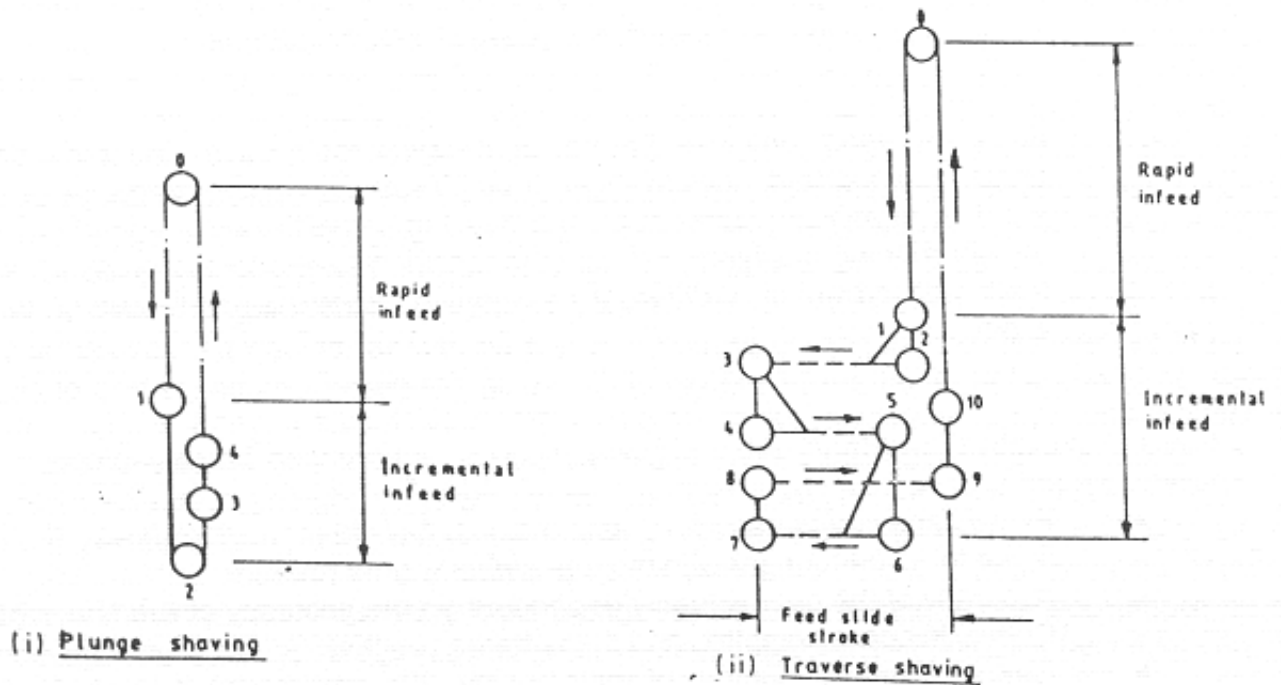 0
Rapid
infeed
1
4
Incremental
infeed
3
2
(i) Plunge shaving
0
Rapid
infeed
1
2
3
5
10
Incremental
infeed
4
8
9
7
6
Feed slide
stroke
(ii) Traverse shaving